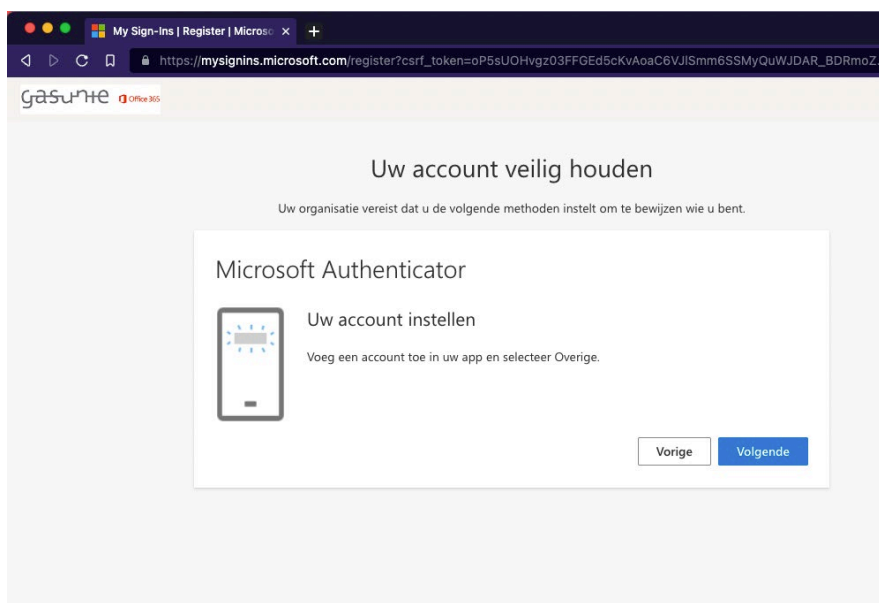 My Sign-Ins | Register | Microso
https://mysignins.microsoft.com/register?csrf_token=oP5sUOHvgz03FFGEd5cKvAoaC6VJlSmm6SSMyQuWJDAR_BDRmoZ
gasunie Office 365
Uw account veilig houden
Uw organisatie vereist dat u de volgende methoden instelt om te bewijzen wie u bent.
Microsoft Authenticator
Uw account instellen
Voeg een account toe in uw app en selecteer Overige.
Vorige Volgende